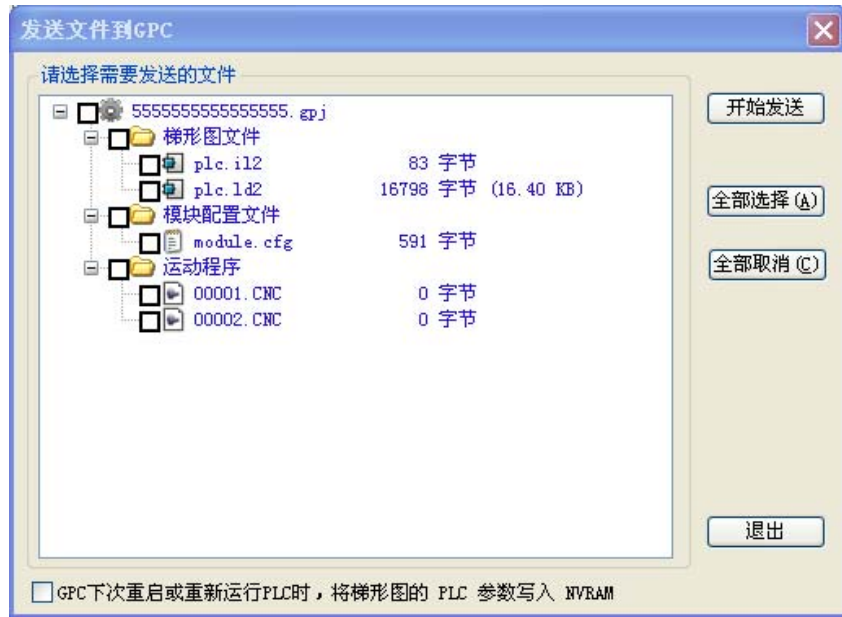 发送文件到GPC
请选择需要发送的文件
5555555555555555.gpj
梯形图文件
plc.il2 83 字节
plc.ld2 16798 字节 (16.40 KB)
模块配置文件
module.cfg 591 字节
运动程序
00001.CNC 0 字节
00002.CNC 0 字节
开始发送
全部选择(A)
全部取消(C)
退出
GPC下次重启或重新运行PLC时，将梯形图的 PLC 参数写入 NVRAM